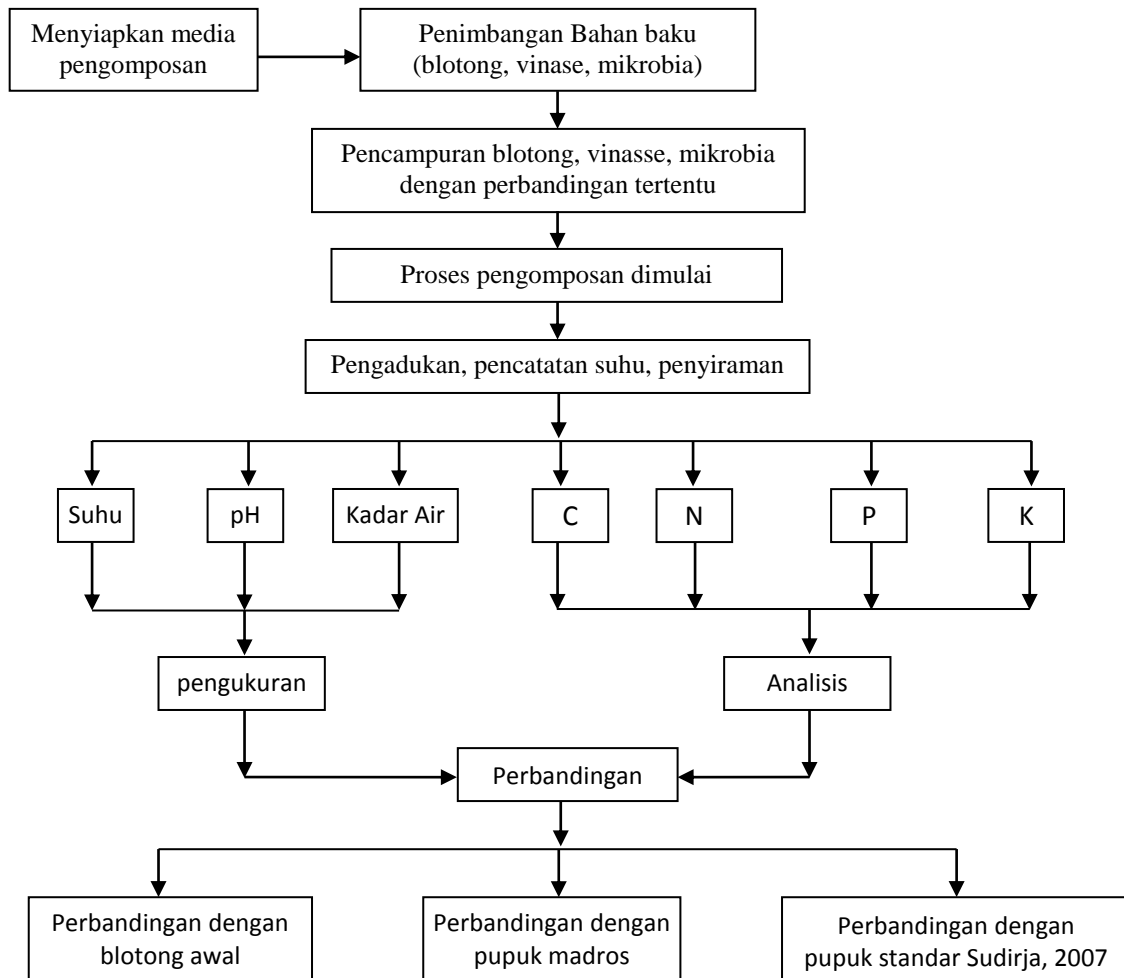 Menyiapkan media
pengomposan
Penimbangan Bahan baku
(blotong, vinase, mikrobia)
Pencampuran blotong, vinasse, mikrobia
dengan perbandingan tertentu
Proses pengomposan dimulai
Pengadukan, pencatatan suhu, penyiraman
Suhu
pH
Kadar Air
C
N
P
K
pengukuran
Analisis
Perbandingan
Perbandingan dengan
blotong awal
Perbandingan dengan
pupuk madros
Perbandingan dengan
pupuk standar Sudirja, 2007